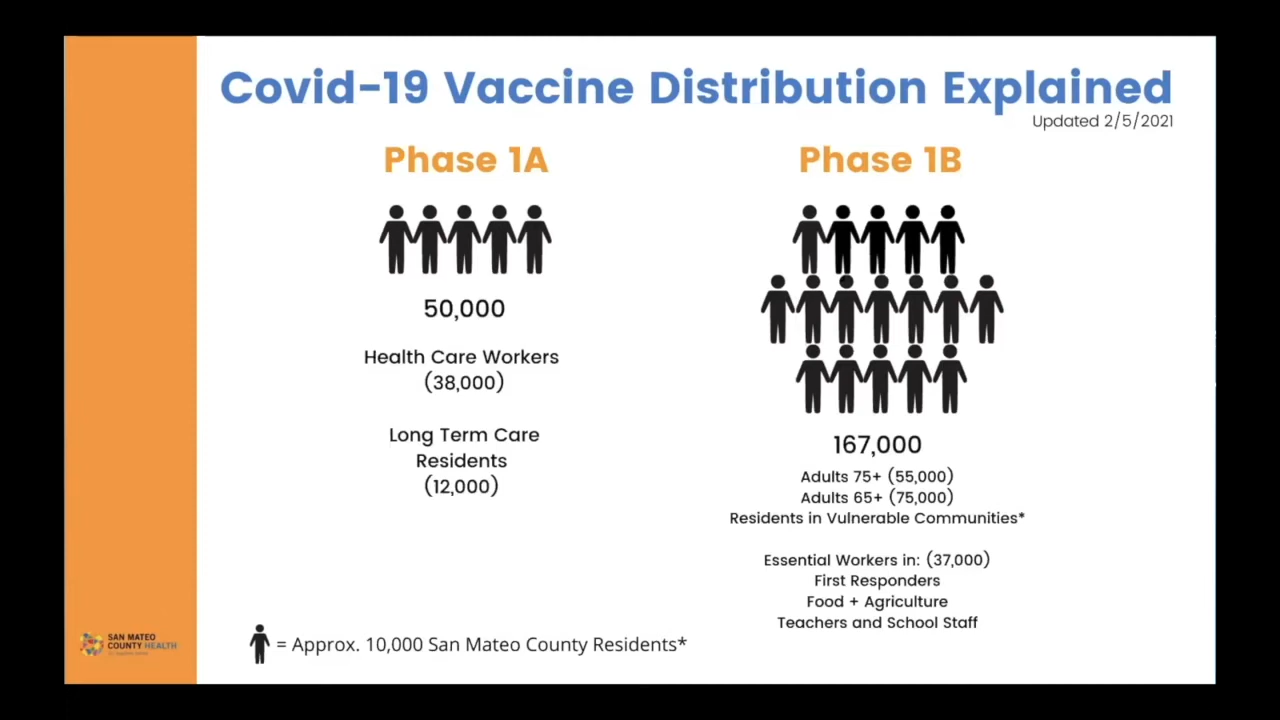 Covid-19 Vaccine Distribution Explained
Updated 2/5/2021
Phase 1A
50,000
Health Care Workers
(38,000)
Long Term Care
Residents
(12,000)
Phase 1B
167,000
Adults 75+ (55,000)
Adults 65+ (75,000)
Residents in Vulnerable Communities*
Essential Workers in: (37,000)
First Responders
Food + Agriculture
Teachers and School Staff
= Approx. 10,000 San Mateo County Residents*
SAN MATEO
COUNTY HEALTH